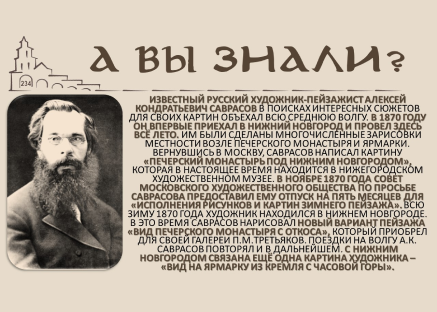 А ВЫ ЗНАЛИ?
234
ИЗВЕСТНЫЙ РУССКИЙ ХУДОЖНИК-ПЕЙЗАЖИСТ АЛЕКСЕЙ
КОНДРАТЬЕВИЧ САВРАСОВ В ПОИСКАХ ИНТЕРЕСНЫХ СЮЖЕТОВ
ДЛЯ СВОИХ КАРТИН ОБЪЕХАЛ ВСЮ СРЕДНЮЮ ВОЛГУ. В 1870 ГОДУ
ОН ВПЕРВЫЕ ПРИЕХАЛ В НИЖНИЙ НОВГОРОД И ПРОВЕЛ ЗДЕСЬ
ВСЁ ЛЕТО. ИМ БЫЛИ СДЕЛАНЫ МНОГОЧИСЛЕННЫЕ ЗАРИСОВКИ
МЕСТНОСТИ ВОЗЛЕ ПЕЧЕРСКОГО МОНАСТЫРЯ И ЯРМАРКИ.
ВЕРНУВШИСЬ В МОСКВУ, САВРАСОВ НАПИСАЛ КАРТИНУ
«ПЕЧЕРСКИЙ МОНАСТЫРЬ ПОД НИЖНИМ НОВГОРОДОМ»,
КОТОРАЯ В НАСТОЯЩЕЕ ВРЕМЯ НАХОДИТСЯ В НИЖЕГОРОДСКОМ
ХУДОЖЕСТВЕННОМ МУЗЕЕ. В НОЯБРЕ 1870 ГОДА СОВЕТ
МОСКОВСКОГО ХУДОЖЕСТВЕННОГО ОБЩЕСТВА ПО ПРОСЬБЕ
САВРАСОВА ПРЕДОСТАВИЛ ЕМУ ОТПУСК НА ПЯТЬ МЕСЯЦЕВ ДЛЯ
ИСПОЛНЕНИЯ РИСУНКОВ И КАРТИН ЗИМНЕГО ПЕЙЗАЖА». ВСЮ
ЗИМУ 1870 ГОДА ХУДОЖНИК НАХОДИЛСЯ В НИЖНЕМ НОВГОРОДЕ.
В ЭТО ВРЕМЯ САВРАСОВ НАРИСОВАЛ НОВЫЙ ВАРИАНТ ПЕЙЗАЖА
«ВИД ПЕЧЕРСКОГО МОНАСТЫРЯ С ОТКОСА», КОТОРЫЙ ПРИОБРЕЛ
ДЛЯ СВОЕЙ ГАЛЕРЕИ П.М.ТРЕТЬЯКОВ. ПОЕЗДКИ НА ВОЛГУ А.К.
САВРАСОВ ПОВТОРЯЛ И В ДАЛЬНЕЙШЕМ. С НИЖНИМ
НОВГОРОДОМ СВЯЗАНА ЕЩЁ ОДНА КАРТИНА ХУДОЖНИКА –
«ВИД НА ЯРМАРКУ ИЗ КРЕМЛЯ С ЧАСОВОЙ ГОРЫ».